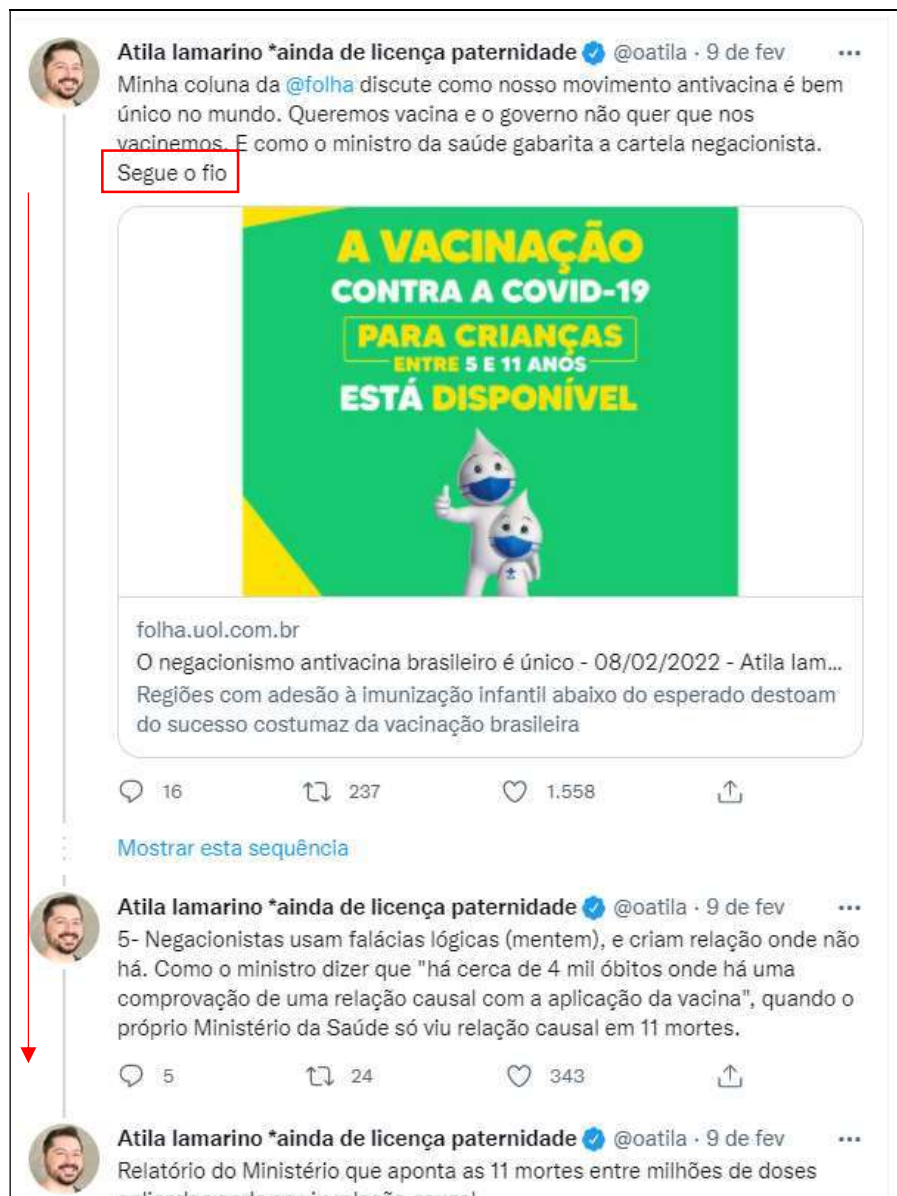 Atila Iamarino *ainda de licença paternidade @oatila · 9 de fev ...
Minha coluna da @folha discute como nosso movimento antivacina é bem
único no mundo. Queremos vacina e o governo não quer que nos
vacinemos. E como o ministro da saúde gabarita a cartela negacionista.
Segue o fio
A VACINAÇÃO
CONTRA A COVID-19
PARA CRIANÇAS
ENTRE 5 E 11 ANOS
ESTÁ DISPONÍVEL
folha.uol.com.br
O negacionismo antivacina brasileiro é único - 08/02/2022 - Atila Iam...
Regiões com adesão à imunização infantil abaixo do esperado destoam
do sucesso costumaz da vacinação brasileira
16 237 1.558
Mostrar esta sequência
Atila Iamarino *ainda de licença paternidade @oatila · 9 de fev ...
5- Negacionistas usam falácias lógicas (mentem), e criam relação onde não
há. Como o ministro dizer que "há cerca de 4 mil óbitos onde há uma
comprovação de uma relação causal com a aplicação da vacina", quando o
próprio Ministério da Saúde só viu relação causal em 11 mortes.
5 24 343
Atila Iamarino *ainda de licença paternidade @oatila · 9 de fev ...
Relatório do Ministério que aponta as 11 mortes entre milhões de doses